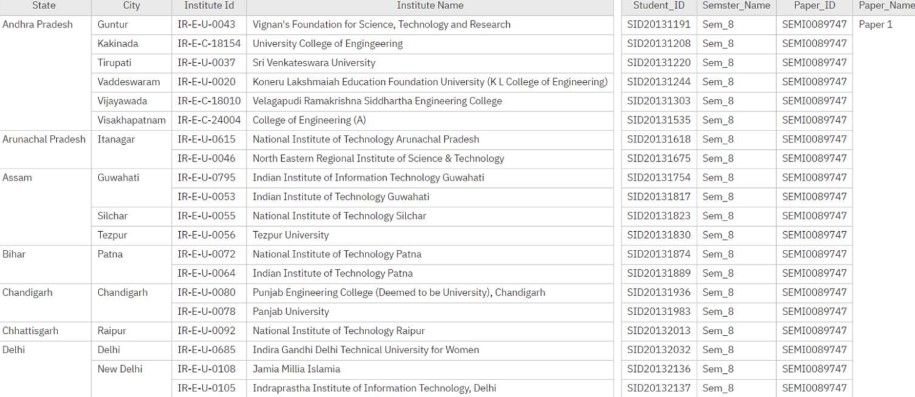 State City Institute Id Institute Name Student_ID Semster_Name Paper_ID Paper_Name
Andhra Pradesh Guntur IR-E-U-0043 Vignan's Foundation for Science, Technology and Research SID20131191 Sem_8 SEMI0089747 Paper 1
Kakinada IR-E-C-18154 University College of Engingeering SID20131208 Sem_8 SEMI0089747
Tirupati IR-E-U-0037 Sri Venkateswara University SID20131220 Sem_8 SEMI0089747
Vaddeswaram IR-E-U-0020 Koneru Lakshmaiah Education Foundation University (K L College of Engineering) SID20131244 Sem_8 SEMI0089747
Vijayawada IR-E-C-18010 Velagapudi Ramakrishna Siddhartha Engineering College SID20131303 Sem_8 SEMI0089747
Visakhapatnam IR-E-C-24004 College of Engineering (A) SID20131535 Sem_8 SEMI0089747
Arunachal Pradesh Itanagar IR-E-U-0615 National Institute of Technology Arunachal Pradesh SID20131618 Sem_8 SEMI0089747
IR-E-U-0046 North Eastern Regional Institute of Science & Technology SID20131675 Sem_8 SEMI0089747
Assam Guwahati IR-E-U-0795 Indian Institute of Information Technology Guwahati SID20131754 Sem_8 SEMI0089747
IR-E-U-0053 Indian Institute of Technology Guwahati SID20131817 Sem_8 SEMI0089747
Silchar IR-E-U-0055 National Institute of Technology Silchar SID20131823 Sem_8 SEMI0089747
Tezpur IR-E-U-0056 Tezpur University SID20131830 Sem_8 SEMI0089747
Bihar Patna IR-E-U-0072 National Institute of Technology Patna SID20131874 Sem_8 SEMI0089747
IR-E-U-0064 Indian Institute of Technology Patna SID20131889 Sem_8 SEMI0089747
Chandigarh Chandigarh IR-E-U-0080 Punjab Engineering College (Deemed to be University), Chandigarh SID20131936 Sem_8 SEMI0089747
IR-E-U-0078 Panjab University SID20131983 Sem_8 SEMI0089747
Chhattisgarh Raipur IR-E-U-0092 National Institute of Technology Raipur SID20132013 Sem_8 SEMI0089747
Delhi Delhi IR-E-U-0685 Indira Gandhi Delhi Technical University for Women SID20132032 Sem_8 SEMI0089747
New Delhi IR-E-U-0108 Jamia Millia Islamia SID20132136 Sem_8 SEMI0089747
IR-E-U-0105 Indraprastha Institute of Information Technology, Delhi SID20132137 Sem_8 SEMI0089747